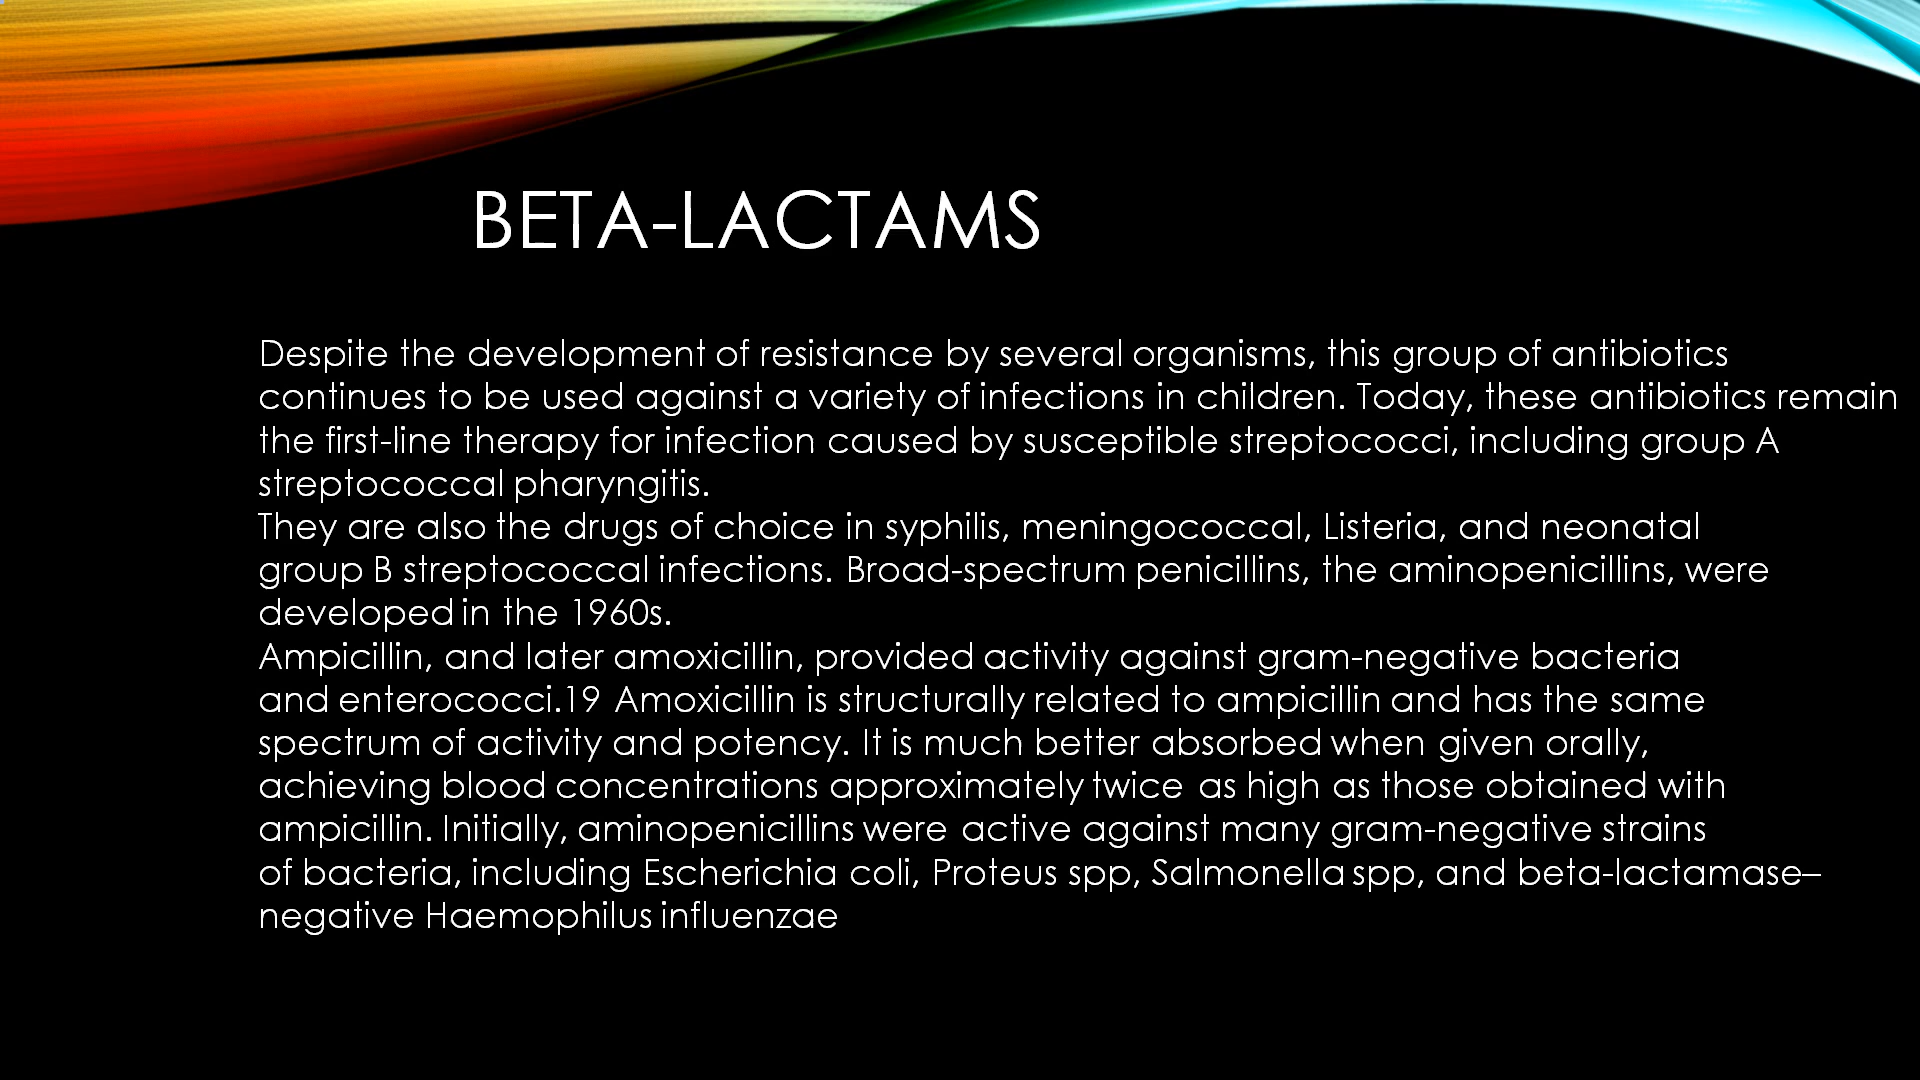 BETA-LACTAMS
Despite the development of resistance by several organisms, this group of antibiotics
continues to be used against a variety of infections in children. Today, these antibiotics remain
the first-line therapy for infection caused by susceptible streptococci, including group A
streptococcal pharyngitis.
They are also the drugs of choice in syphilis, meningococcal, Listeria, and neonatal
group B streptococcal infections. Broad-spectrum penicillins, the aminopenicillins, were
developed in the 1960s.
Ampicillin, and later amoxicillin, provided activity against gram-negative bacteria
and enterococci.19 Amoxicillin is structurally related to ampicillin and has the same
spectrum of activity and potency. It is much better absorbed when given orally,
achieving blood concentrations approximately twice as high as those obtained with
ampicillin. Initially, aminopenicillins were active against many gram-negative strains
of bacteria, including Escherichia coli, Proteus spp, Salmonella spp, and beta-lactamase–
negative Haemophilus influenzae